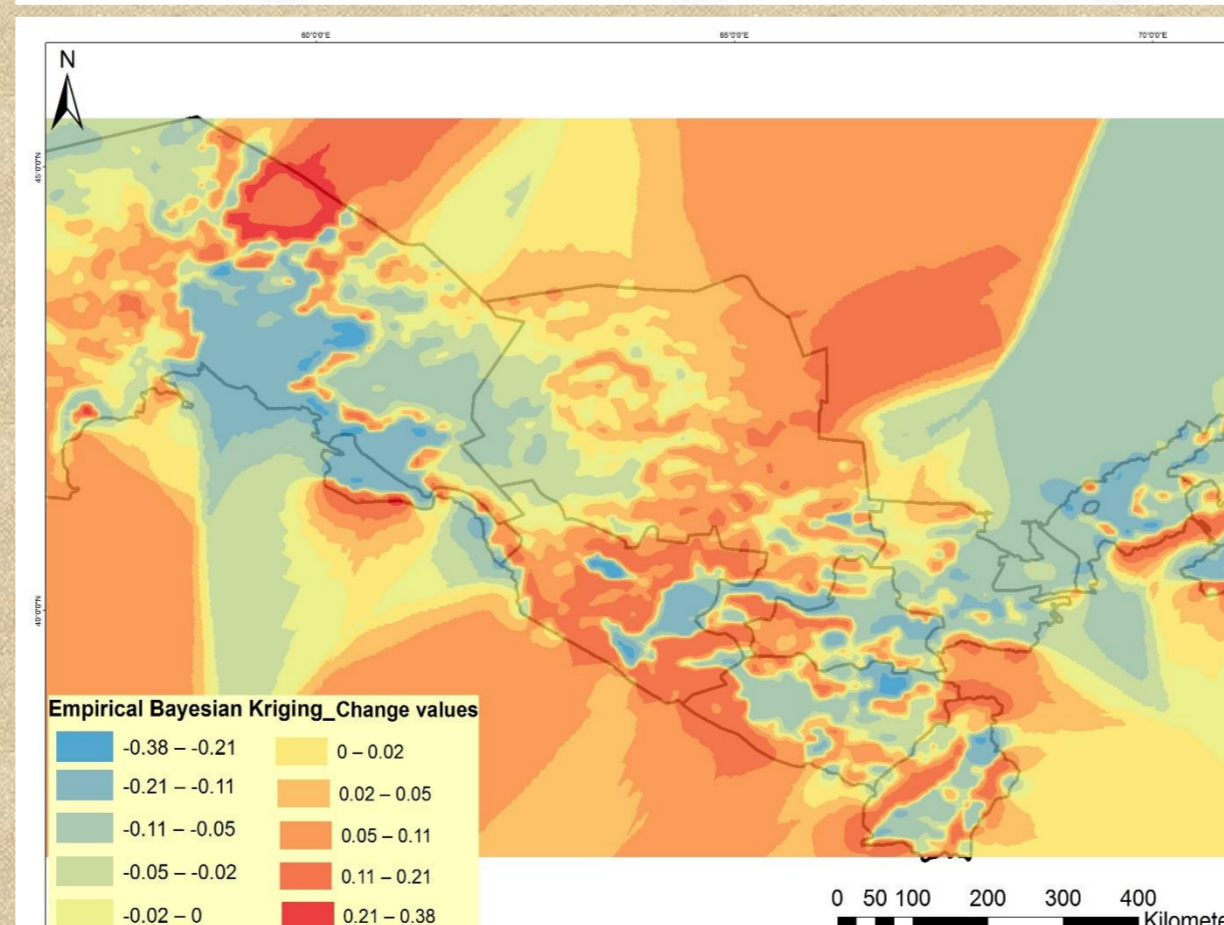 60°0'0"E
65°0'0"E
70°0'0"E
N
45°0'0"N
40°0'0"N
Empirical Bayesian Kriging_Change values
-0.38 – -0.21
-0.21 – -0.11
-0.11 – -0.05
-0.05 – -0.02
-0.02 – 0
0 – 0.02
0.02 – 0.05
0.05 – 0.11
0.11 – 0.21
0.21 – 0.38
0 50 100 200 300 400
Kilomete